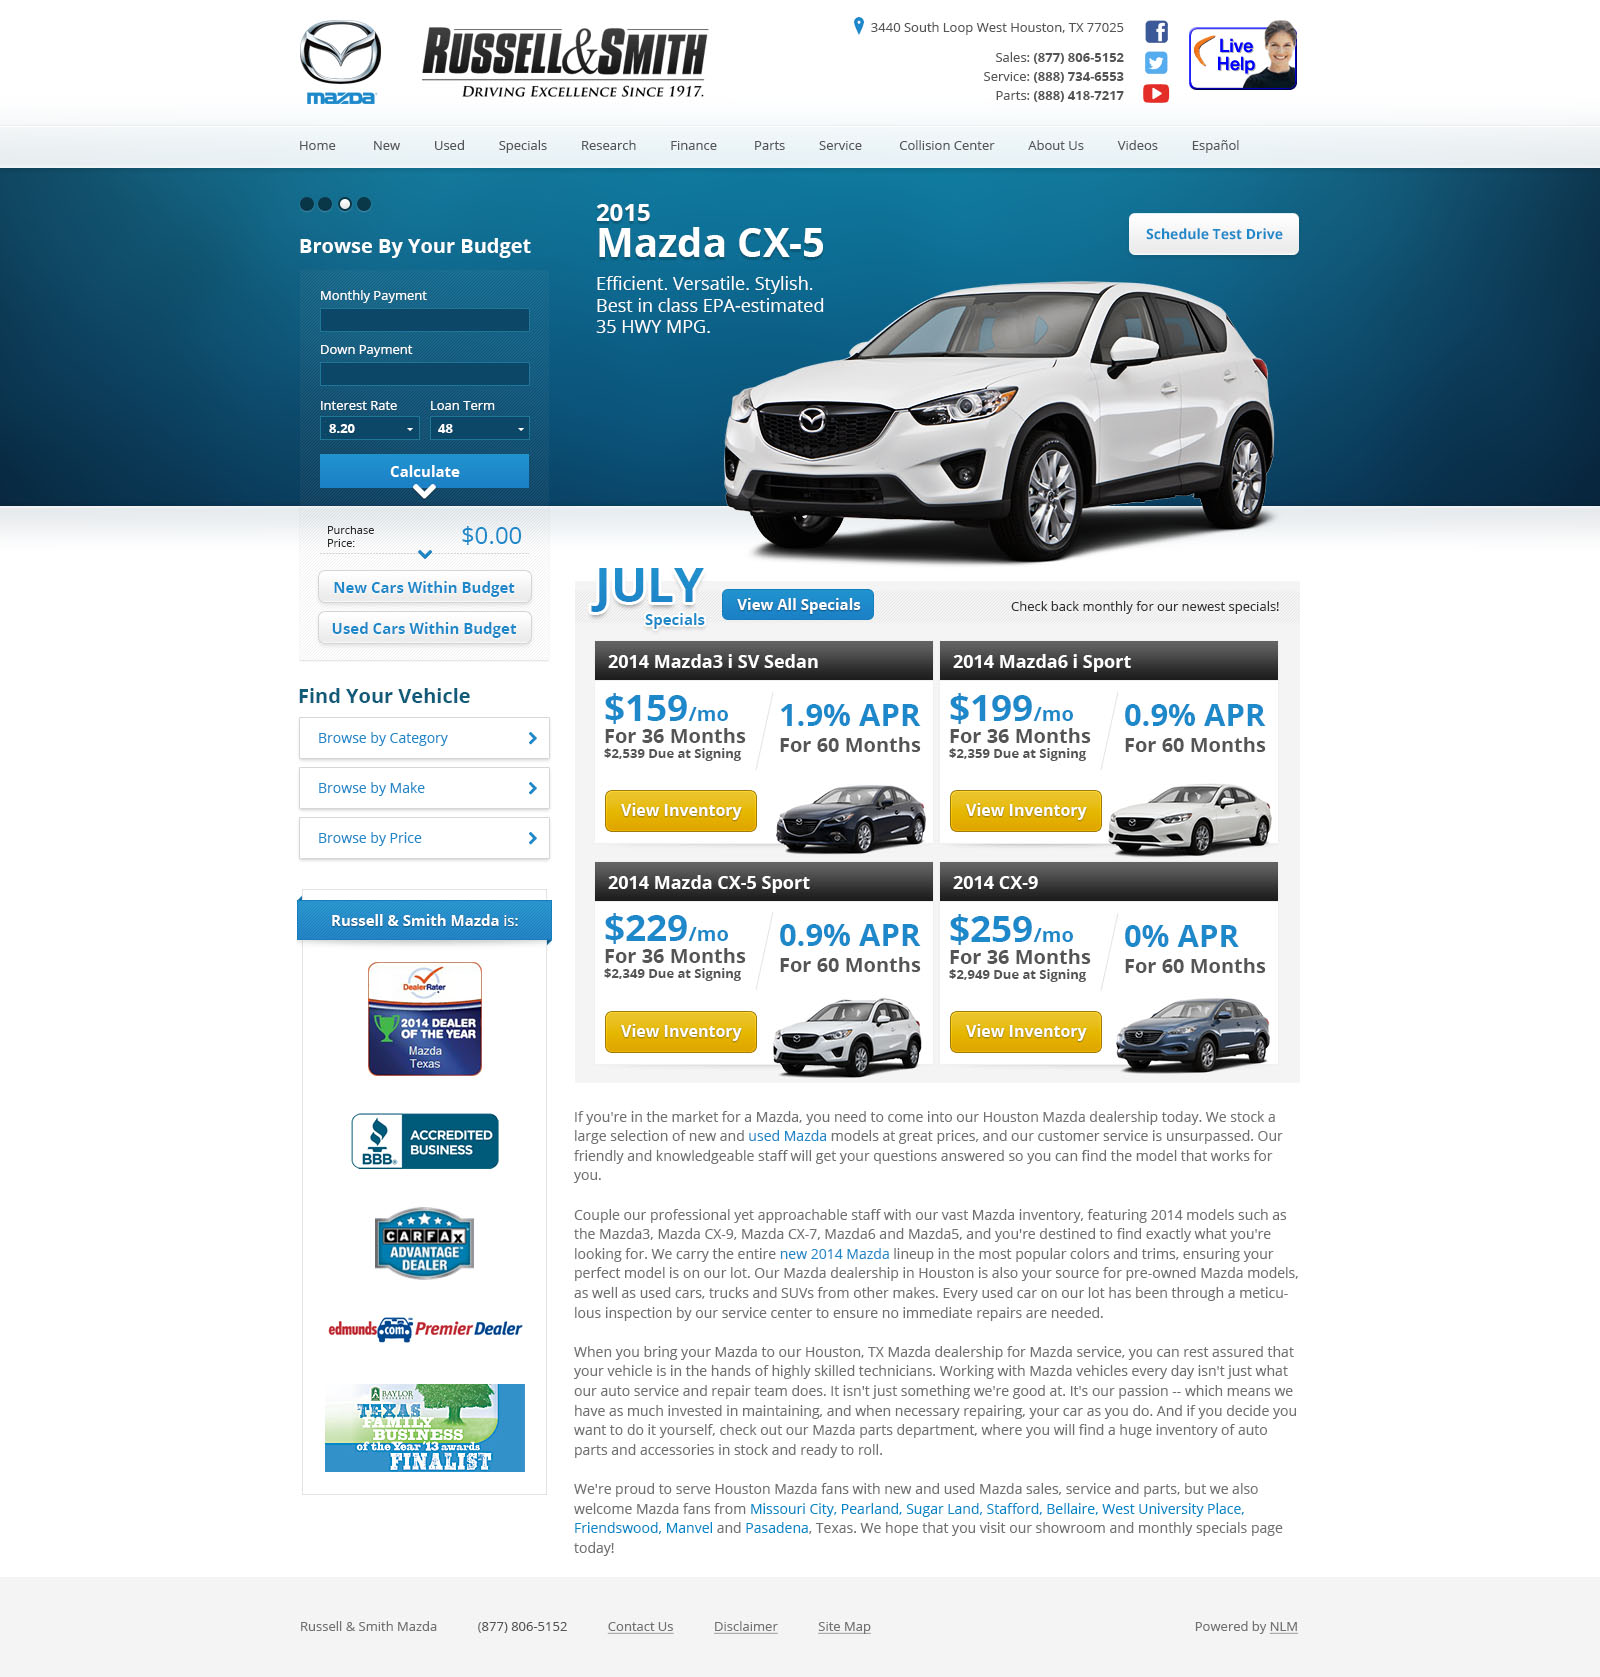 mazda
RUSSELL & SMITH
DRIVING EXCELLENCE SINCE 1917.
3440 South Loop West Houston, TX 77025
Sales: (877) 806-5152
Service: (888) 734-6553
Parts: (888) 418-7217
Live
Help
Home New Used Specials Research Finance Parts Service Collision Center About Us Videos Español
Browse By Your Budget
Monthly Payment
Down Payment
Interest Rate Loan Term
8.20 48
Calculate
Purchase
Price:
$0.00
New Cars Within Budget
Used Cars Within Budget
2015
Mazda CX-5
Efficient. Versatile. Stylish.
Best in class EPA-estimated
35 HWY MPG.
Schedule Test Drive
Find Your Vehicle
Browse by Category
Browse by Make
Browse by Price
Russell & Smith Mazda is:
DealerRater
2014 DEALER
OF THE YEAR
Mazda
Texas
BBB
ACCREDITED
BUSINESS
CARFAX
ADVANTAGE
DEALER
edmunds.com Premier Dealer
BAYLOR
UNIVERSITY
TEXAS
FAMILY
BUSINESS
of the Year '13 awards
FINALIST
JULY
Specials
View All Specials
Check back monthly for our newest specials!
2014 Mazda3 i SV Sedan
$159/mo
For 36 Months
$2,539 Due at Signing
1.9% APR
For 60 Months
View Inventory
2014 Mazda6 i Sport
$199/mo
For 36 Months
$2,359 Due at Signing
0.9% APR
For 60 Months
View Inventory
2014 Mazda CX-5 Sport
$229/mo
For 36 Months
$2,349 Due at Signing
0.9% APR
For 60 Months
View Inventory
2014 CX-9
$259/mo
For 36 Months
$2,949 Due at Signing
0% APR
For 60 Months
View Inventory
If you're in the market for a Mazda, you need to come into our Houston Mazda dealership today. We stock a
large selection of new and used Mazda models at great prices, and our customer service is unsurpassed. Our
friendly and knowledgeable staff will get your questions answered so you can find the model that works for
you.
Couple our professional yet approachable staff with our vast Mazda inventory, featuring 2014 models such as
the Mazda3, Mazda CX-9, Mazda CX-7, Mazda6 and Mazda5, and you're destined to find exactly what you're
looking for. We carry the entire new 2014 Mazda lineup in the most popular colors and trims, ensuring your
perfect model is on our lot. Our Mazda dealership in Houston is also your source for pre-owned Mazda models,
as well as used cars, trucks and SUVs from other makes. Every used car on our lot has been through a meticu-
lous inspection by our service center to ensure no immediate repairs are needed.
When you bring your Mazda to our Houston, TX Mazda dealership for Mazda service, you can rest assured that
your vehicle is in the hands of highly skilled technicians. Working with Mazda vehicles every day isn't just what
our auto service and repair team does. It isn't just something we're good at. It's our passion -- which means we
have as much invested in maintaining, and when necessary repairing, your car as you do. And if you decide you
want to do it yourself, check out our Mazda parts department, where you will find a huge inventory of auto
parts and accessories in stock and ready to roll.
We're proud to serve Houston Mazda fans with new and used Mazda sales, service and parts, but we also
welcome Mazda fans from Missouri City, Pearland, Sugar Land, Stafford, Bellaire, West University Place,
Friendswood, Manvel and Pasadena, Texas. We hope that you visit our showroom and monthly specials page
today!
Russell & Smith Mazda (877) 806-5152 Contact Us Disclaimer Site Map Powered by NLM